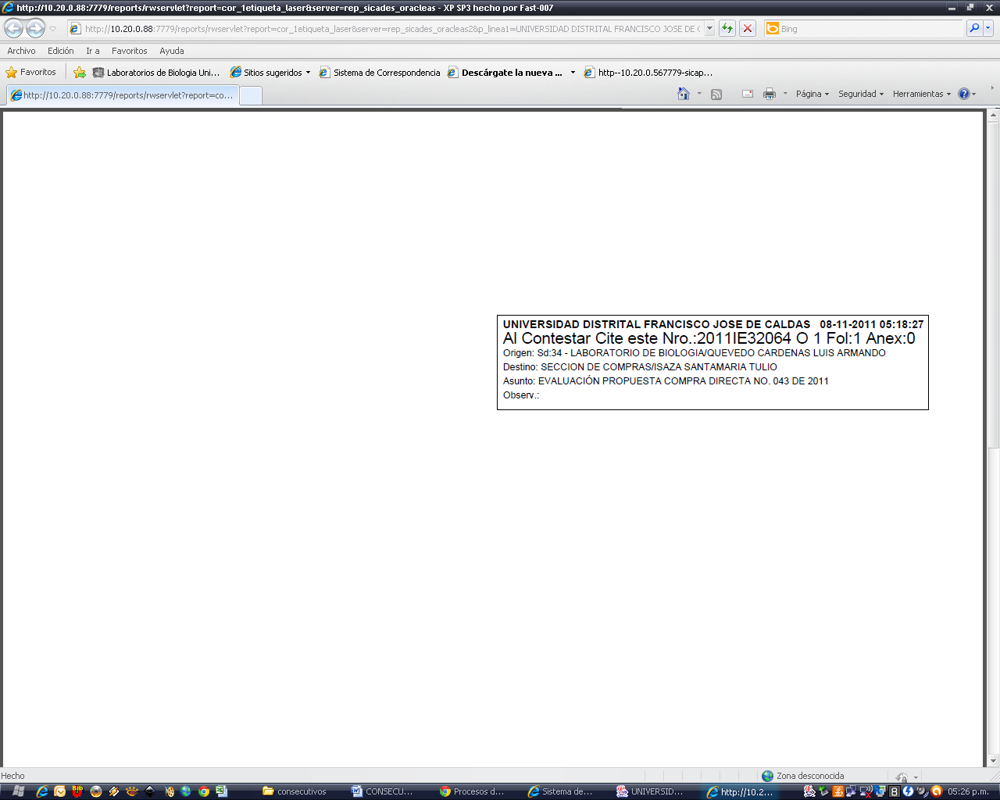 http://10.20.0.88:7779/reports/rwservlet?report=cor_1etiqueta_laser&server=rep_sicades_oracleas - XP SP3 hecho por Fast-007
http://10.20.0.88:7779/reports/rwservlet?report=cor_1etiqueta_laser&server=rep_sicades_oracleas2&p_linea1=UNIVERSIDAD DISTRITAL FRANCISCO JOSE DE C
Bing
Archivo Edición Ir a Favoritos Ayuda
Favoritos Laboratorios de Biologia Uni... Sitios sugeridos Sistema de Correspondencia Descárgate la nueva ... http--10.20.0.567779-sicap...
http://10.20.0.88:7779/reports/rwservlet?report=co... Página Seguridad Herramientas
UNIVERSIDAD DISTRITAL FRANCISCO JOSE DE CALDAS 08-11-2011 05:18:27
Al Contestar Cite este Nro.:2011IE32064 O 1 Fol:1 Anex:0
Origen: Sd:34 - LABORATORIO DE BIOLOGIA/QUEVEDO CARDENAS LUIS ARMANDO
Destino: SECCION DE COMPRAS/ISAZA SANTAMARIA TULIO
Asunto: EVALUACIÓN PROPUESTA COMPRA DIRECTA NO. 043 DE 2011
Observ.:
Hecho Zona desconocida
consecutivos CONSECU... Procesos d... Sistema de... UNIVERSID... http://10.2... 05:26 p.m.